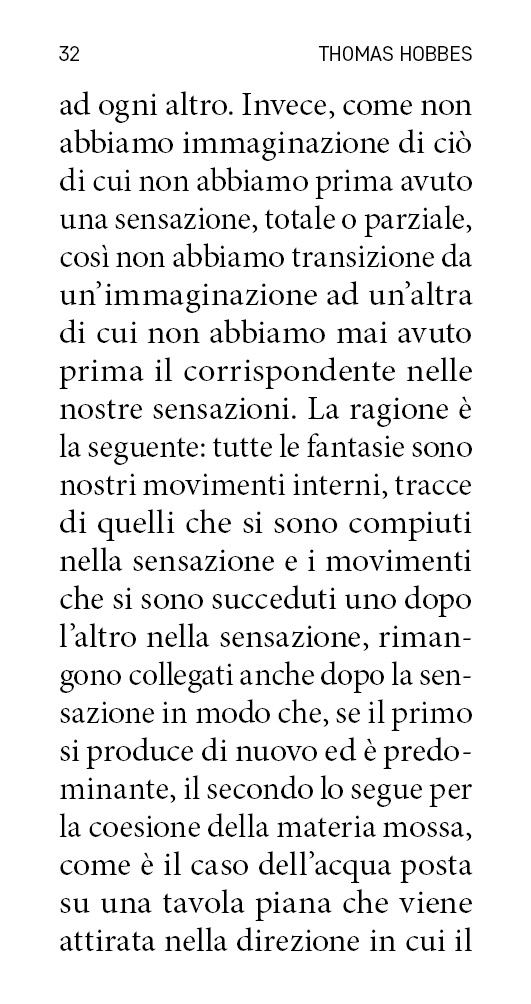 32 THOMAS HOBBES
ad ogni altro. Invece, come non
abbiamo immaginazione di ciò
di cui non abbiamo prima avuto
una sensazione, totale o parziale,
così non abbiamo transizione da
un’immaginazione ad un’altra
di cui non abbiamo mai avuto
prima il corrispondente nelle
nostre sensazioni. La ragione è
la seguente: tutte le fantasie sono
nostri movimenti interni, tracce
di quelli che si sono compiuti
nella sensazione e i movimenti
che si sono succeduti uno dopo
l’altro nella sensazione, riman-
gono collegati anche dopo la sen-
sazione in modo che, se il primo
si produce di nuovo ed è predo-
minante, il secondo lo segue per
la coesione della materia mossa,
come è il caso dell’acqua posta
su una tavola piana che viene
attirata nella direzione in cui il